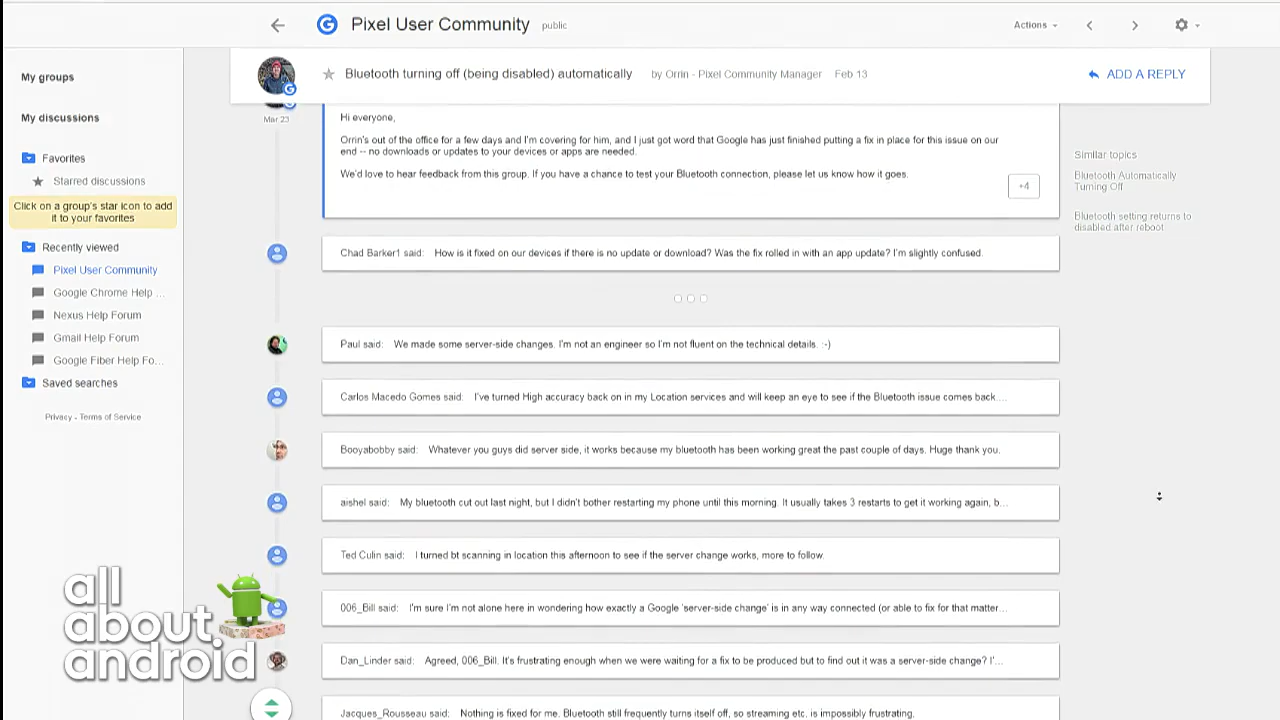 Pixel User Community public
Actions
My groups
My discussions
Favorites
Starred discussions
Click on a group's star icon to add
it to your favorites
Recently viewed
Pixel User Community
Google Chrome Help ...
Nexus Help Forum
Gmail Help Forum
Google Fiber Help Fo...
Saved searches
Privacy - Terms of Service
Bluetooth turning off (being disabled) automatically by Orrin - Pixel Community Manager Feb 13
ADD A REPLY
Mar 23
Hi everyone,
Orrin's out of the office for a few days and I'm covering for him, and I just got word that Google has just finished putting a fix in place for this issue on our
end -- no downloads or updates to your devices or apps are needed.
We'd love to hear feedback from this group. If you have a chance to test your Bluetooth connection, please let us know how it goes.
+4
Similar topics
Bluetooth Automatically
Turning Off
Bluetooth setting returns to
disabled after reboot
Chad Barker1 said: How is it fixed on our devices if there is no update or download? Was the fix rolled in with an app update? I'm slightly confused.
Paul said: We made some server-side changes. I'm not an engineer so I'm not fluent on the technical details. :-)
Carlos Macedo Gomes said: I've turned High accuracy back on in my Location services and will keep an eye to see if the Bluetooth issue comes back....
Booyabobby said: Whatever you guys did server side, it works because my bluetooth has been working great the past couple of days. Huge thank you.
aishel said: My bluetooth cut out last night, but I didn't bother restarting my phone until this morning. It usually takes 3 restarts to get it working again, b...
Ted Culin said: I turned bt scanning in location this afternoon to see if the server change works, more to follow.
006_Bill said: I'm sure I'm not alone here in wondering how exactly a Google 'server-side change' is in any way connected (or able to fix for that matter...
Dan_Linder said: Agreed, 006_Bill. It's frustrating enough when we were waiting for a fix to be produced but to find out it was a server-side change? I'...
Jacques_Rousseau said: Nothing is fixed for me. Bluetooth still frequently turns itself off, so streaming etc. is impossibly frustrating.
all
about
android